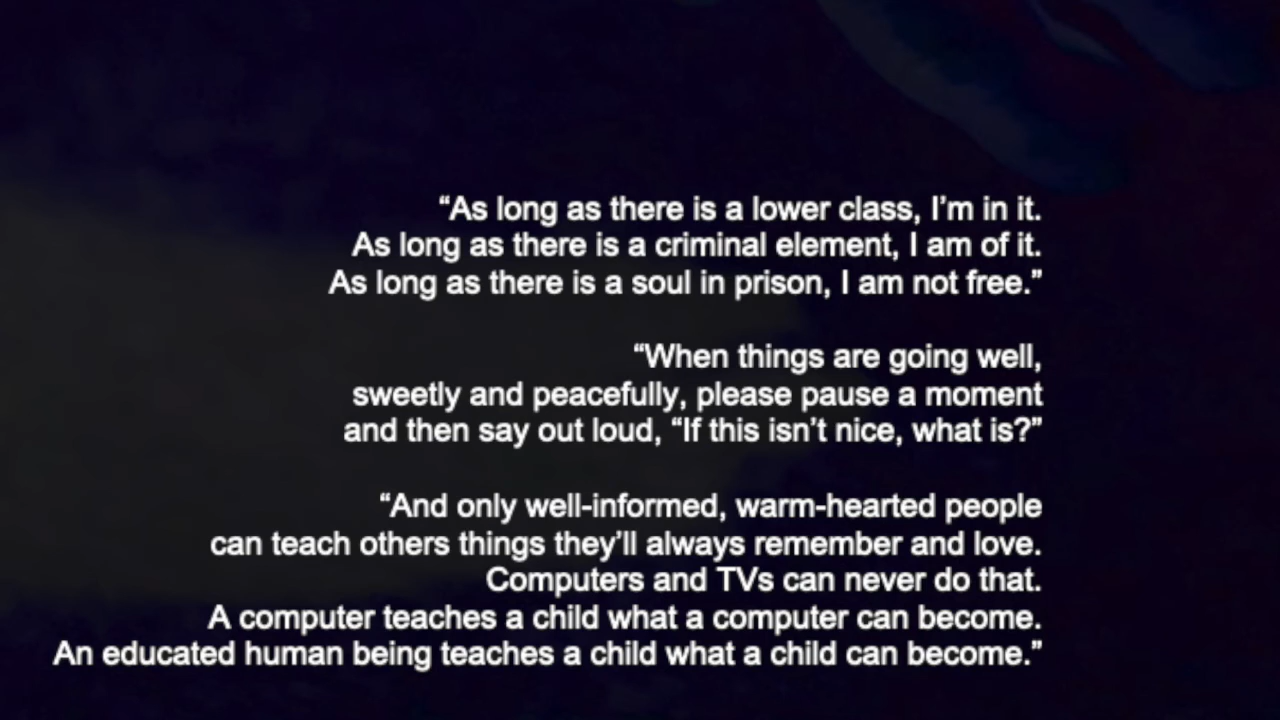 “As long as there is a lower class, I’m in it.
As long as there is a criminal element, I am of it.
As long as there is a soul in prison, I am not free.”
“When things are going well,
sweetly and peacefully, please pause a moment
and then say out loud, “If this isn’t nice, what is?”
“And only well-informed, warm-hearted people
can teach others things they’ll always remember and love.
Computers and TVs can never do that.
A computer teaches a child what a computer can become.
An educated human being teaches a child what a child can become.”